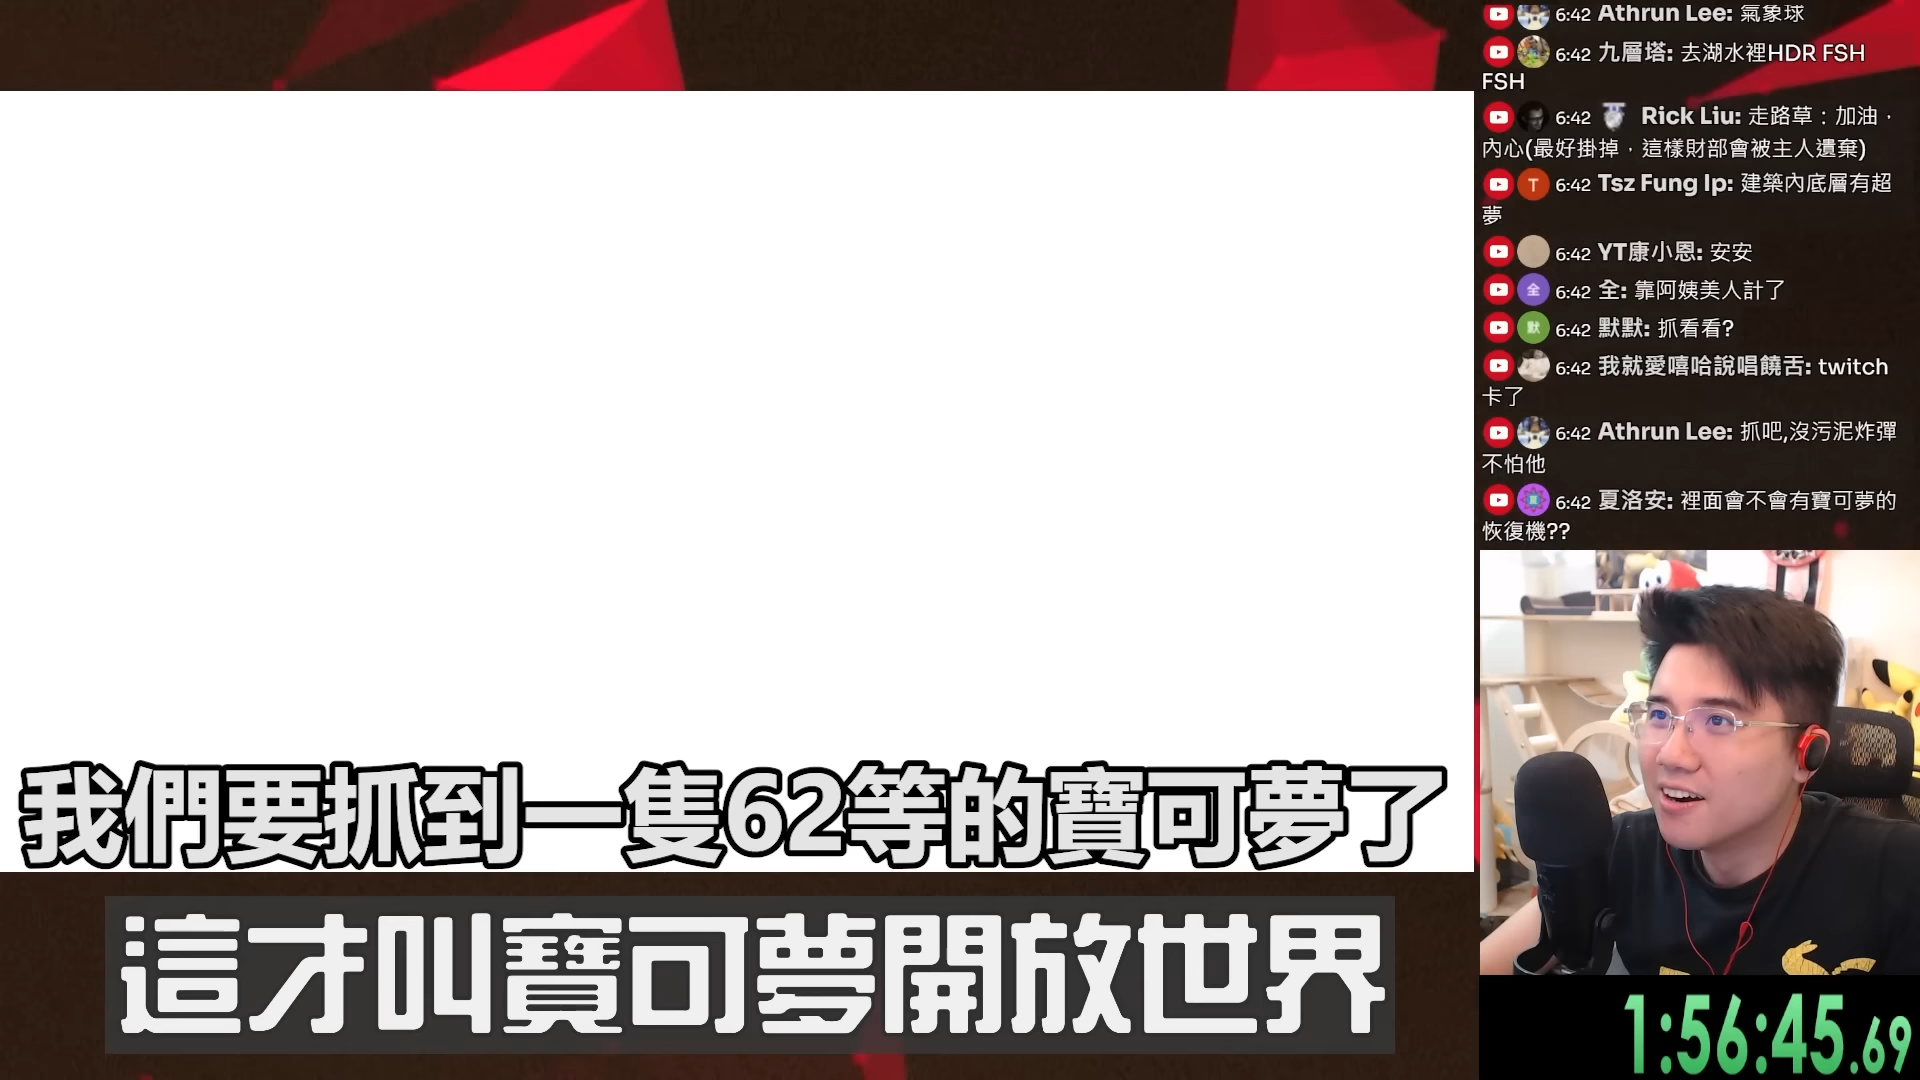 6:42 Athrun Lee: 氣象球
6:42 九層塔: 去湖水裡HDR FSH
FSH
6:42 Rick Liu: 走路草：加油，
內心(最好掛掉，這樣財部會被主人遺棄)
T 6:42 Tsz Fung Ip: 建築內底層有超
夢
6:42 YT康小恩: 安安
全 6:42 全: 靠阿姨美人計了
默 6:42 默默: 抓看看?
6:42 我就愛嘻哈說唱饒舌: twitch
卡了
6:42 Athrun Lee: 抓吧,沒污泥炸彈
不怕他
夏 6:42 夏洛安: 裡面會不會有寶可夢的
恢復機??
我們要抓到一隻62等的寶可夢了
這才叫寶可夢開放世界
1:56:45.69